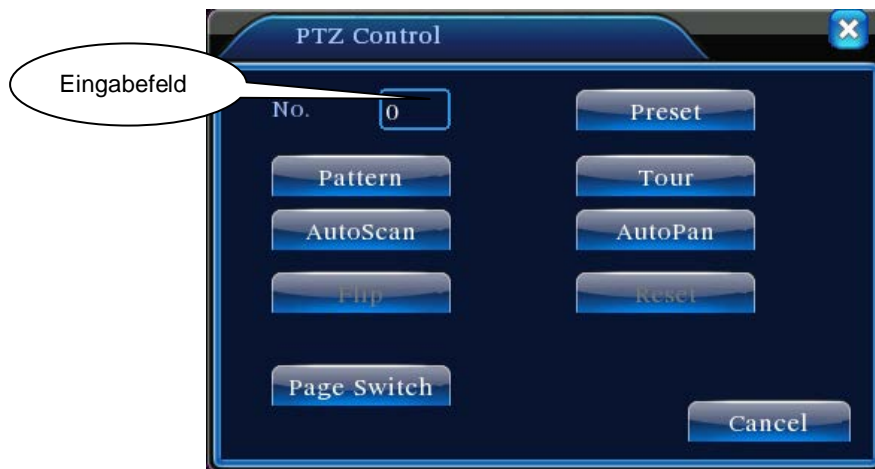 PTZ Control
Eingabefeld
No. 0 Preset
Pattern Tour
AutoScan AutoPan
Flip Reset
Page Switch
Cancel